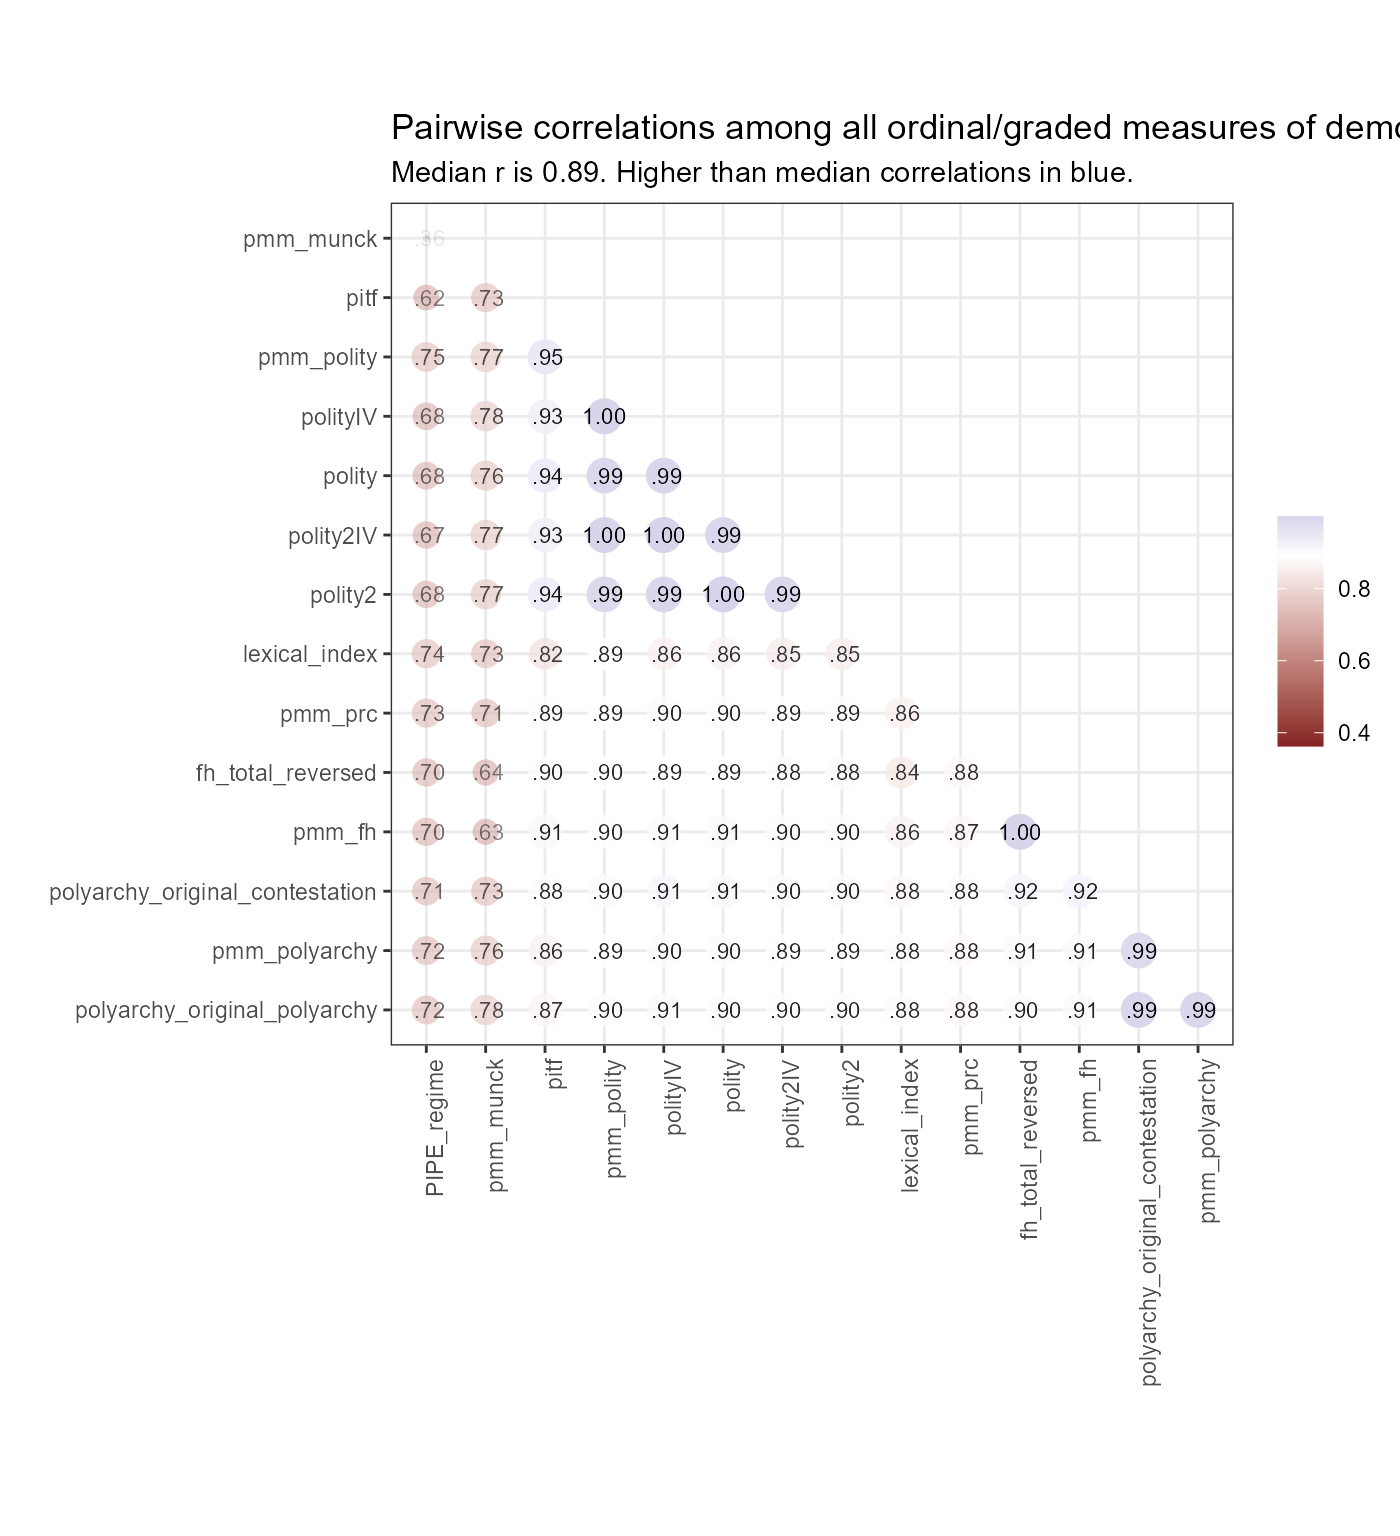 Pairwise correlations among all ordinal/graded measures of demo
Median r is 0.89. Higher than median correlations in blue.
pmm_munck .36
pitf .62 .73
pmm_polity .75 .77 .95
polityIV .68 .78 .93 1.00
polity .68 .76 .94 .99 .99
polity2IV .67 .77 .93 1.00 1.00 .99
polity2 .68 .77 .94 .99 .99 1.00 .99
lexical_index .74 .73 .82 .89 .86 .86 .85 .85
pmm_prc .73 .71 .89 .89 .90 .90 .89 .89 .86
fh_total_reversed .70 .64 .90 .90 .89 .89 .88 .88 .84 .88
pmm_fh .70 .63 .91 .90 .91 .91 .90 .90 .86 .87 1.00
polyarchy_original_contestation .71 .73 .88 .90 .91 .91 .90 .90 .88 .88 .92 .92
pmm_polyarchy .72 .76 .86 .89 .90 .90 .89 .89 .88 .88 .91 .91 .99
polyarchy_original_polyarchy .72 .78 .87 .90 .91 .90 .90 .90 .88 .88 .90 .91 .99 .99
PIPE_regime
pmm_munck
pitf
pmm_polity
polityIV
polity
polity2IV
polity2
lexical_index
pmm_prc
fh_total_reversed
pmm_fh
polyarchy_original_contestation
pmm_polyarchy
0.8
0.6
0.4